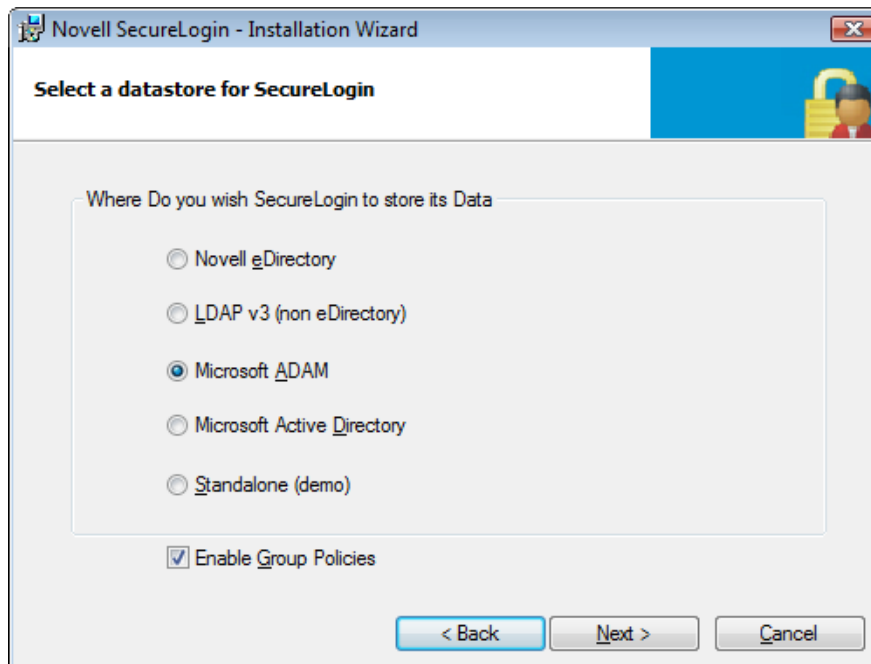 Novell SecureLogin - Installation Wizard
Select a datastore for SecureLogin
Where Do you wish SecureLogin to store its Data
Novell eDirectory
LDAP v3 (non eDirectory)
Microsoft ADAM
Microsoft Active Directory
Standalone (demo)
Enable Group Policies
< Back Next > Cancel